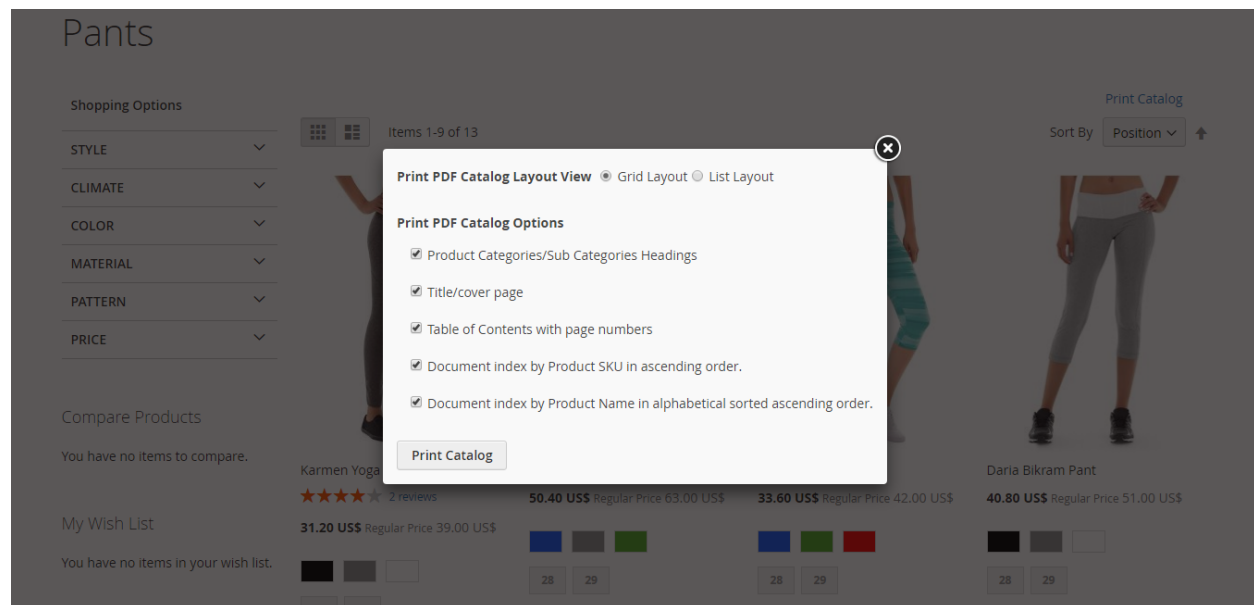 Pants
Shopping Options
Print Catalog
Items 1-9 of 13
Sort By Position
STYLE
CLIMATE
COLOR
MATERIAL
PATTERN
PRICE
Print PDF Catalog Layout View Grid Layout List Layout
Print PDF Catalog Options
Product Categories/Sub Categories Headings
Title/cover page
Table of Contents with page numbers
Document index by Product SKU in ascending order.
Document index by Product Name in alphabetical sorted ascending order.
Print Catalog
Compare Products
You have no items to compare.
My Wish List
You have no items in your wish list.
Karmen Yoga
2 reviews
31.20 US$ Regular Price 39.00 US$
50.40 US$ Regular Price 63.00 US$
28 29
33.60 US$ Regular Price 42.00 US$
28 29
Daria Bikram Pant
40.80 US$ Regular Price 51.00 US$
28 29